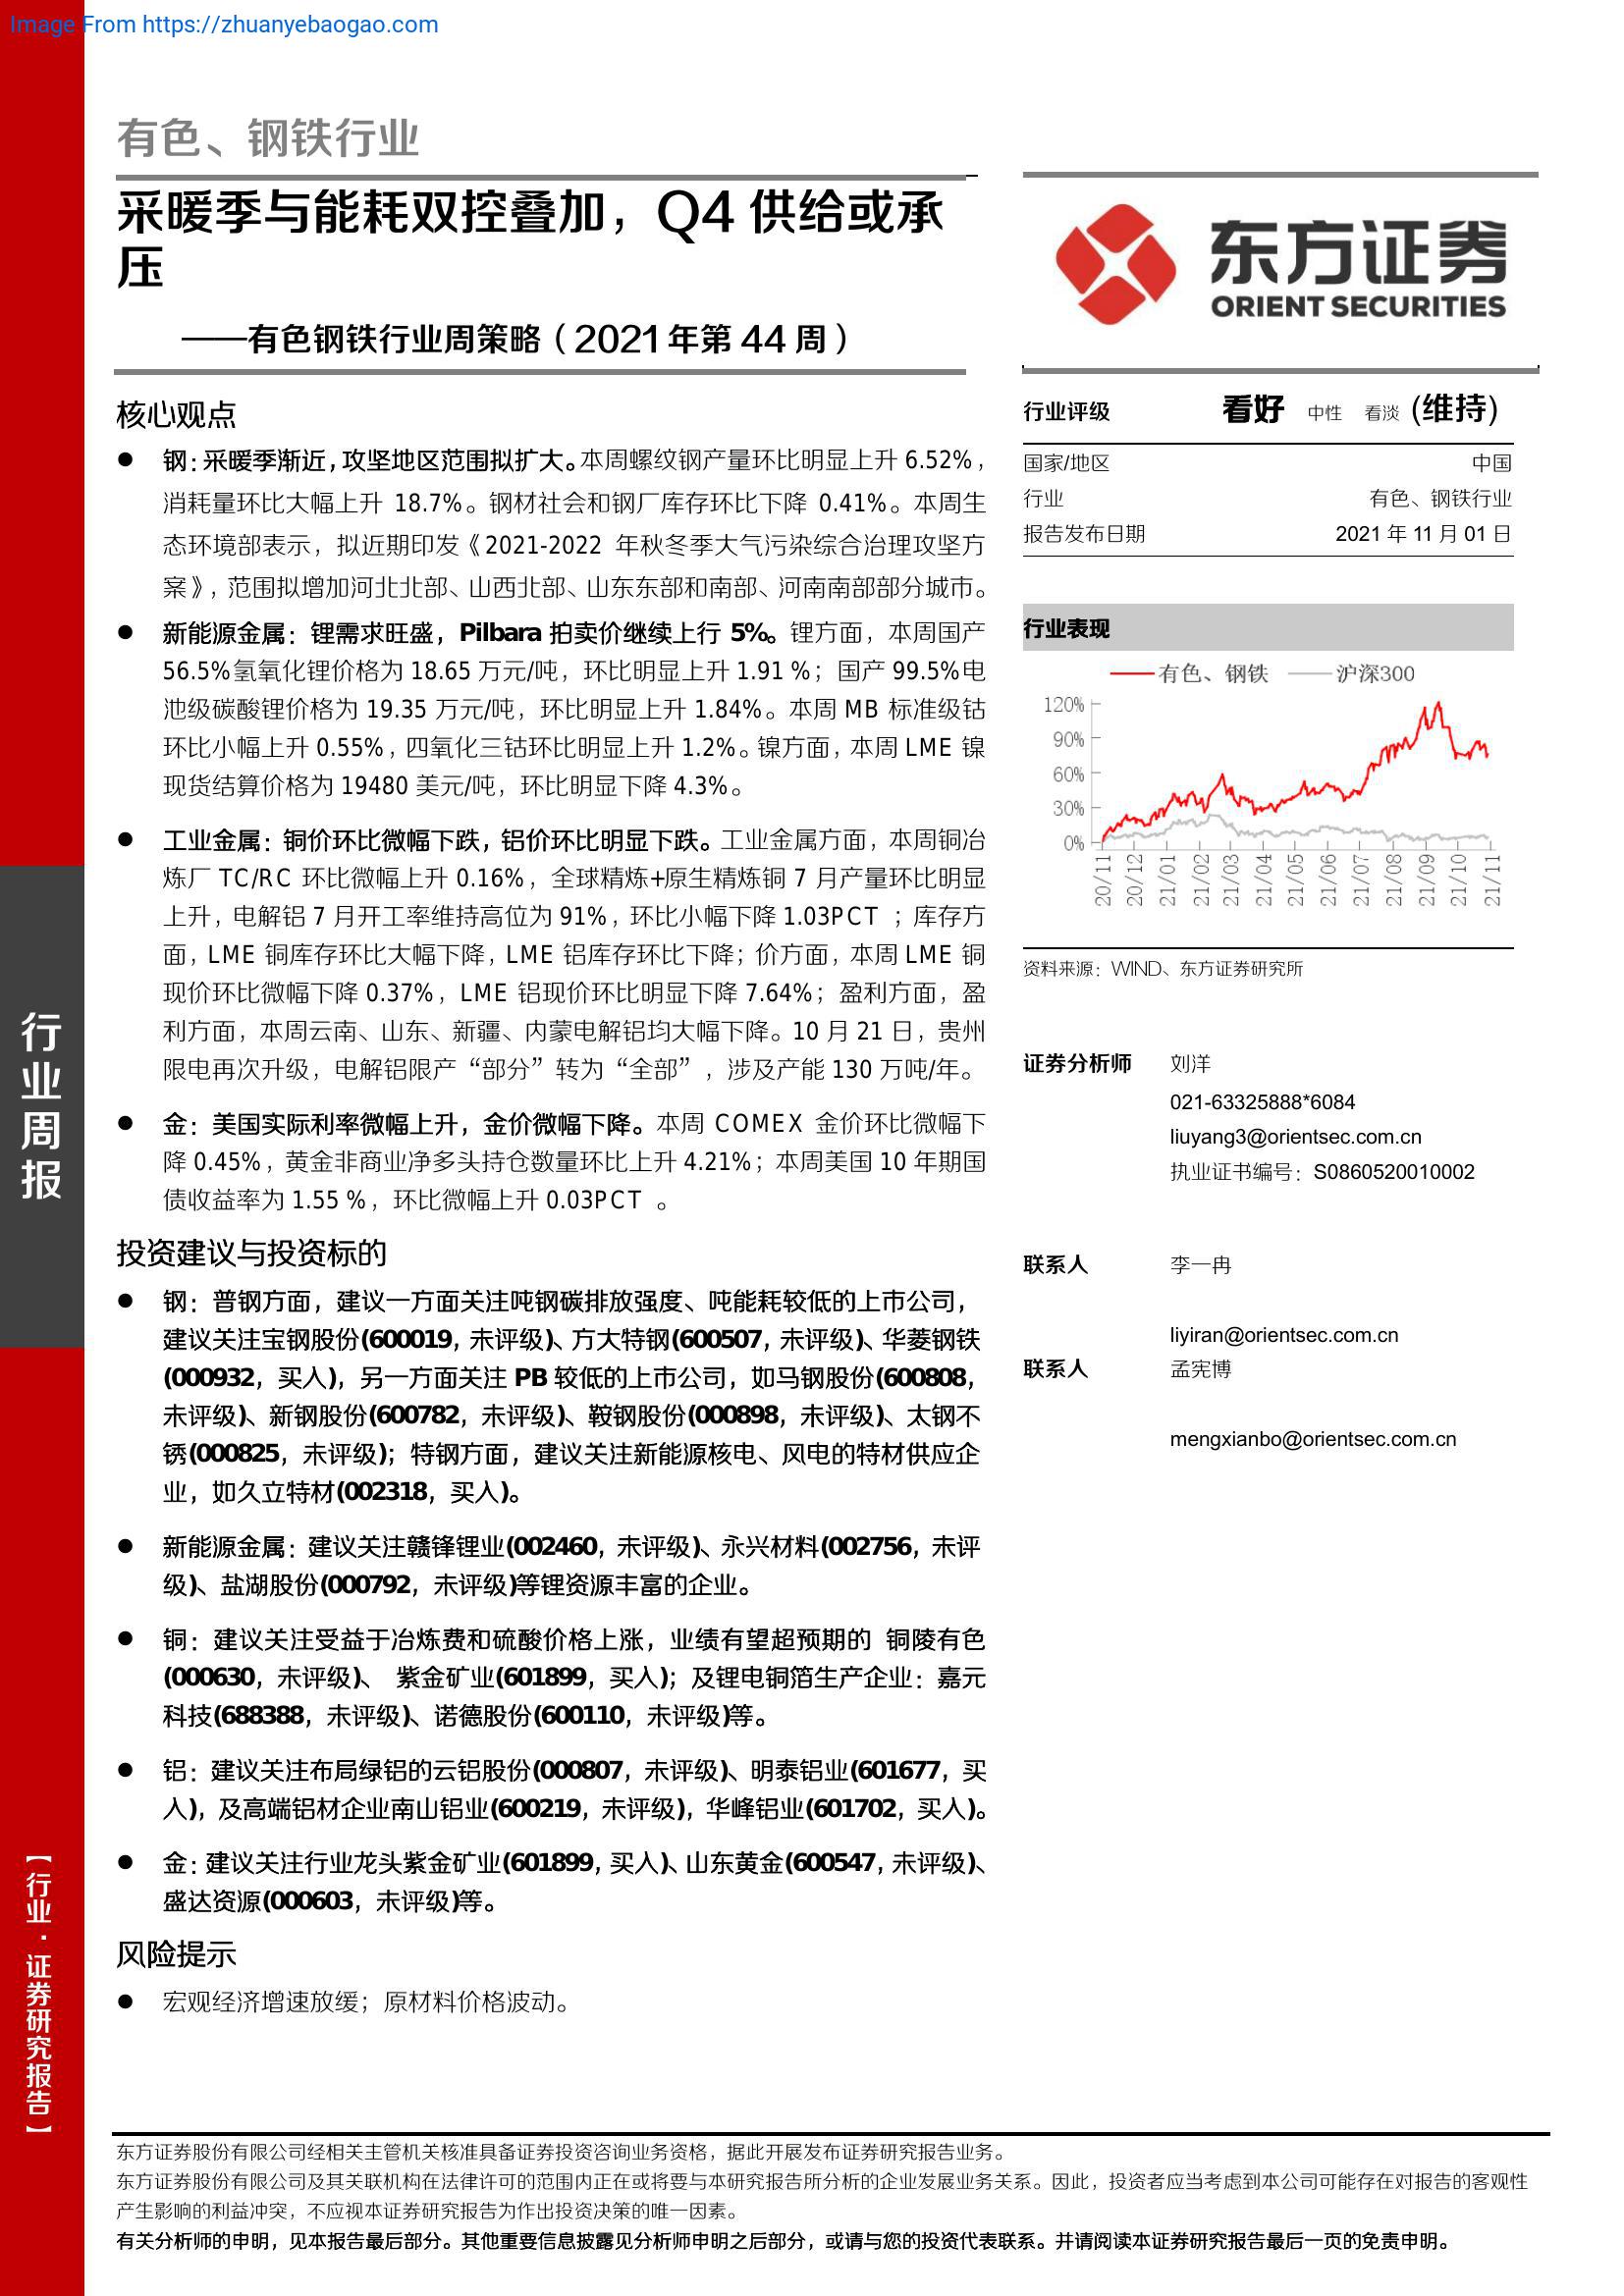 Image From https://zhuanyebaogao.com
有色、钢铁行业
采暖季与能耗双控叠加，Q4 供给或承
压
——有色钢铁行业周策略（2021年第 44 周）
核心观点
● 钢：采暖季渐近，攻坚地区范围拟扩大。本周螺纹钢产量环比明显上升 6.52%，
消耗量环比大幅上升 18.7%。钢材社会和钢厂库存环比下降 0.41%。本周生
态环境部表示，拟近期印发《2021-2022 年秋冬季大气污染综合治理攻坚方
案》，范围拟增加河北北部、山西北部、山东东部和南部、河南南部部分城市。
● 新能源金属：锂需求旺盛，Pilbara 拍卖价继续上行 5%。锂方面，本周国产
56.5%氢氧化锂价格为 18.65 万元/吨，环比明显上升 1.91 %；国产 99.5%电
池级碳酸锂价格为 19.35 万元/吨，环比明显上升 1.84%。本周 MB 标准级钴
环比小幅上升 0.55%，四氧化三钴环比明显上升 1.2%。镍方面，本周 LME 镍
现货结算价格为 19480 美元/吨，环比明显下降 4.3%。
● 工业金属：铜价环比微幅下跌，铝价环比明显下跌。工业金属方面，本周铜冶
炼厂 TC/RC 环比微幅上升 0.16%，全球精炼+原生精炼铜 7 月产量环比明显
上升，电解铝 7 月开工率维持高位为 91%，环比小幅下降 1.03PCT ；库存方
面，LME 铜库存环比大幅下降，LME 铝库存环比下降；价方面，本周 LME 铜
现价环比微幅下降 0.37%，LME 铝现价环比明显下降 7.64%；盈利方面，盈
利方面，本周云南、山东、新疆、内蒙电解铝均大幅下降。10 月 21 日，贵州
限电再次升级，电解铝限产“部分”转为“全部”，涉及产能 130 万吨/年。
● 金：美国实际利率微幅上升，金价微幅下降。本周 COMEX 金价环比微幅下
降 0.45%，黄金非商业净多头持仓数量环比上升 4.21%；本周美国 10 年期国
债收益率为 1.55 %，环比微幅上升 0.03PCT 。
投资建议与投资标的
● 钢：普钢方面，建议一方面关注吨钢碳排放强度、吨能耗较低的上市公司，
建议关注宝钢股份(600019，未评级)、方大特钢(600507，未评级)、华菱钢铁
(000932，买入)，另一方面关注 PB 较低的上市公司，如马钢股份(600808，
未评级)、新钢股份(600782，未评级)、鞍钢股份(000898，未评级)、太钢不
锈(000825，未评级)；特钢方面，建议关注新能源核电、风电的特材供应企
业，如久立特材(002318，买入)。
● 新能源金属：建议关注赣锋锂业(002460，未评级)、永兴材料(002756，未评
级)、盐湖股份(000792，未评级)等锂资源丰富的企业。
● 铜：建议关注受益于冶炼费和硫酸价格上涨，业绩有望超预期的 铜陵有色
(000630，未评级)、 紫金矿业(601899，买入)；及锂电铜箔生产企业：嘉元
科技(688388，未评级)、诺德股份(600110，未评级)等。
● 铝：建议关注布局绿铝的云铝股份(000807，未评级)、明泰铝业(601677，买
入)，及高端铝材企业南山铝业(600219，未评级)，华峰铝业(601702，买入)。
● 金：建议关注行业龙头紫金矿业(601899，买入)、山东黄金(600547，未评级)、
盛达资源(000603，未评级)等。
风险提示
● 宏观经济增速放缓；原材料价格波动。
东方证券
ORIENT SECURITIES
行业评级 看好 中性 看淡 (维持)
国家/地区 中国
行业 有色、钢铁行业
报告发布日期 2021 年 11 月 01 日
行业表现
有色、钢铁 沪深300
120%
90%
60%
30%
0%
20/11 20/12 21/01 21/02 21/03 21/04 21/05 21/06 21/07 21/08 21/09 21/10 21/11
资料来源：WIND、东方证券研究所
证券分析师 刘洋
021-63325888*6084
liuyang3@orientsec.com.cn
执业证书编号：S0860520010002
联系人 李一冉
liyiran@orientsec.com.cn
联系人 孟宪博
mengxianbo@orientsec.com.cn
行业周报
【行业·证券研究报告】
东方证券股份有限公司经相关主管机关核准具备证券投资咨询业务资格，据此开展发布证券研究报告业务。
东方证券股份有限公司及其关联机构在法律许可的范围内正在或将要与本研究报告所分析的企业发展业务关系。因此，投资者应当考虑到本公司可能存在对报告的客观性
产生影响的利益冲突，不应视本证券研究报告为作出投资决策的唯一因素。
有关分析师的申明，见本报告最后部分。其他重要信息披露见分析师申明之后部分，或请与您的投资代表联系。并请阅读本证券研究报告最后一页的免责申明。